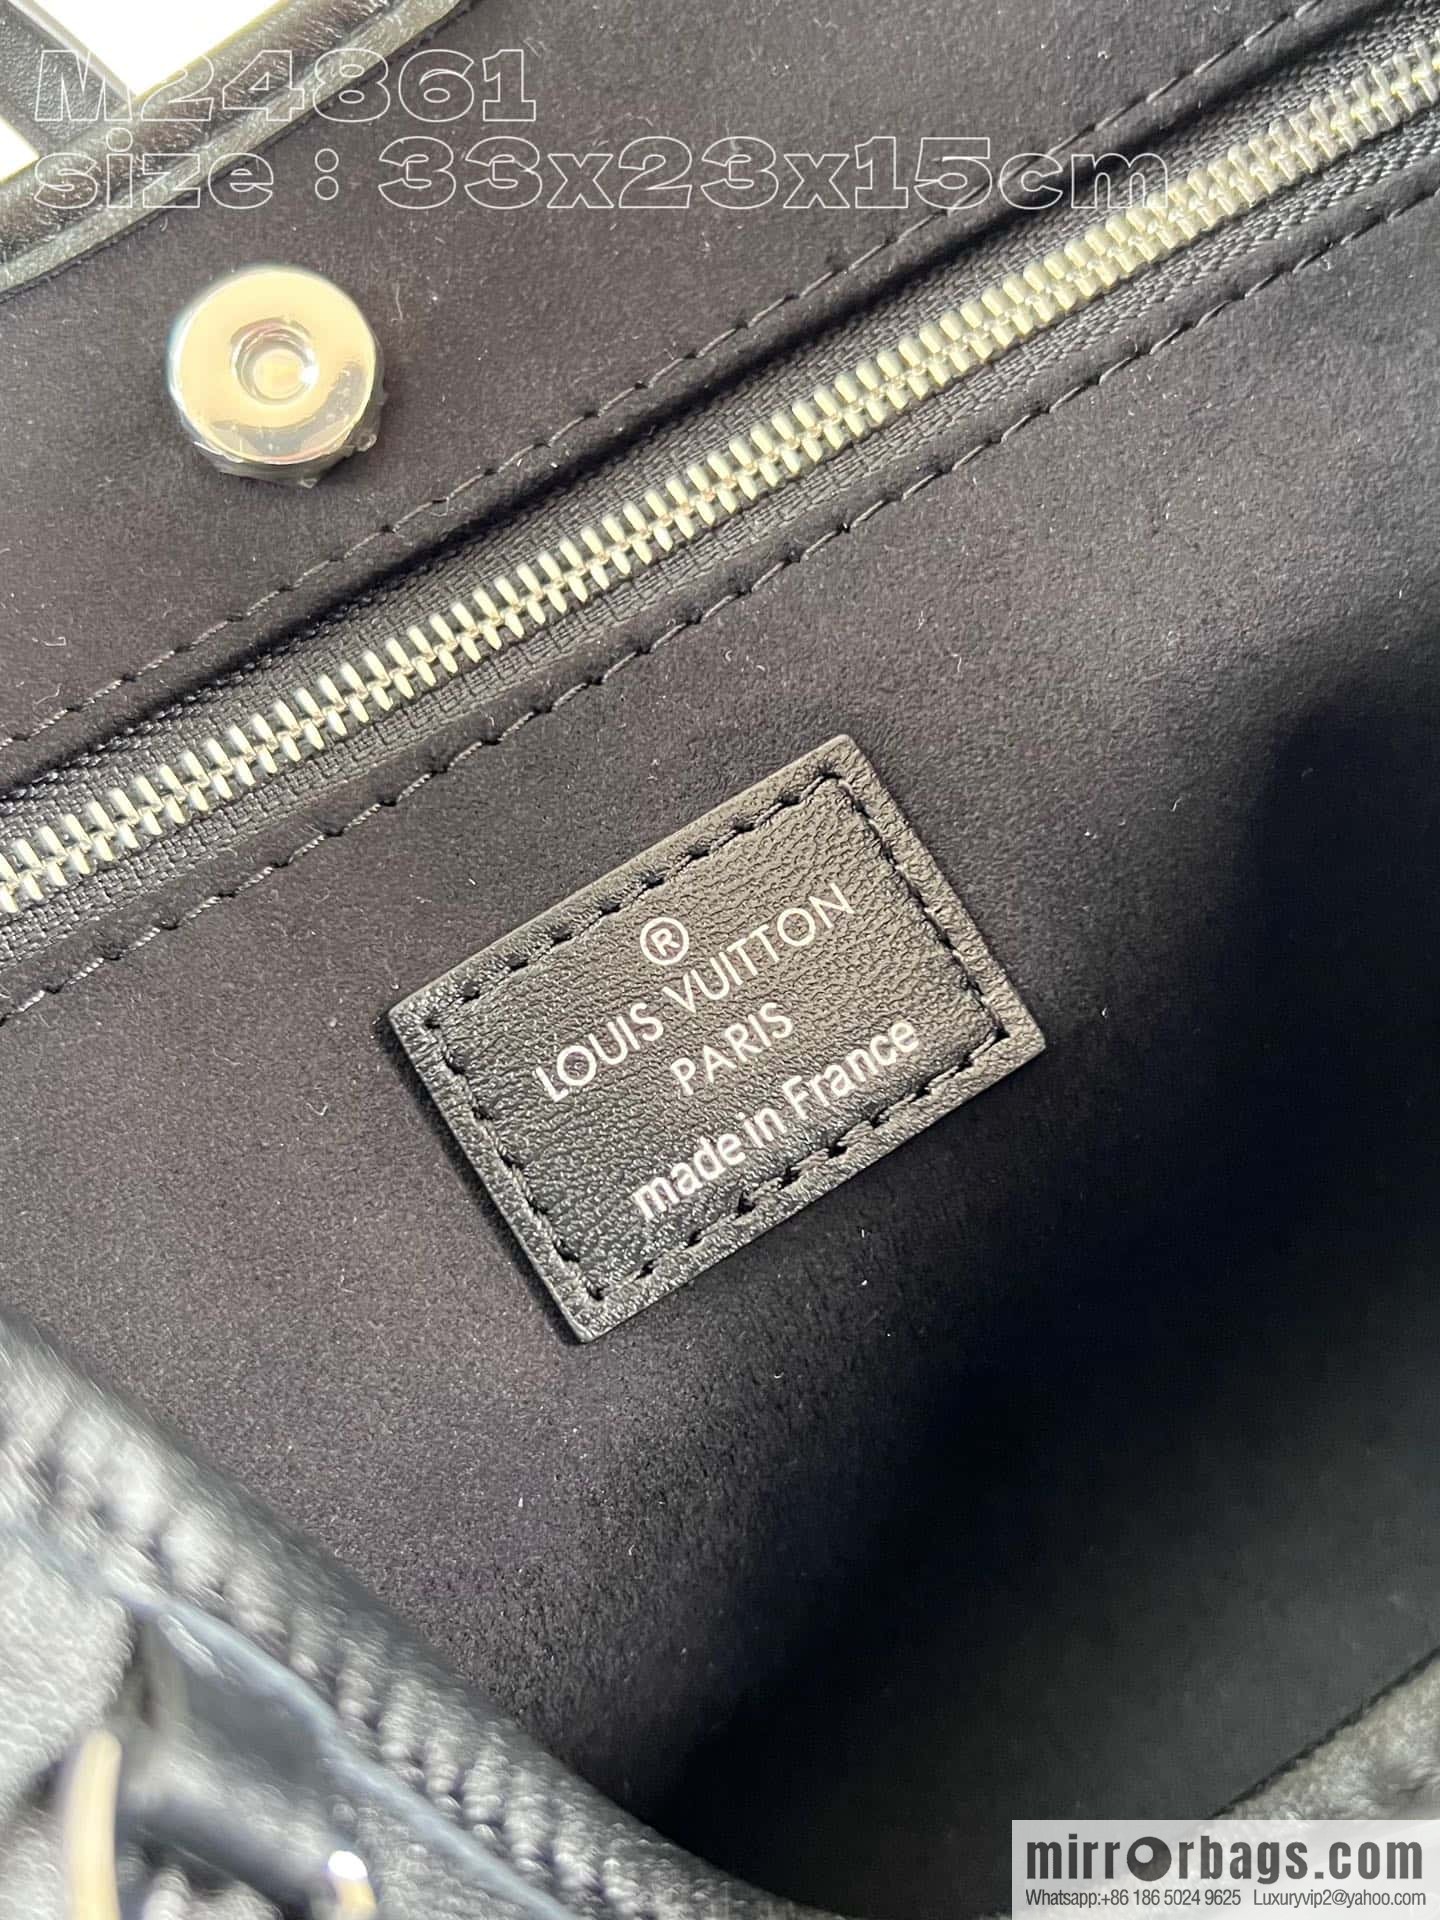 M24861
size : 33x23x15cm
®
LOUIS VUITTON
PARIS
made in France
mirrorbags.com
Whatsapp:+86 186 5024 9625 Luxuryvip2@yahoo.com